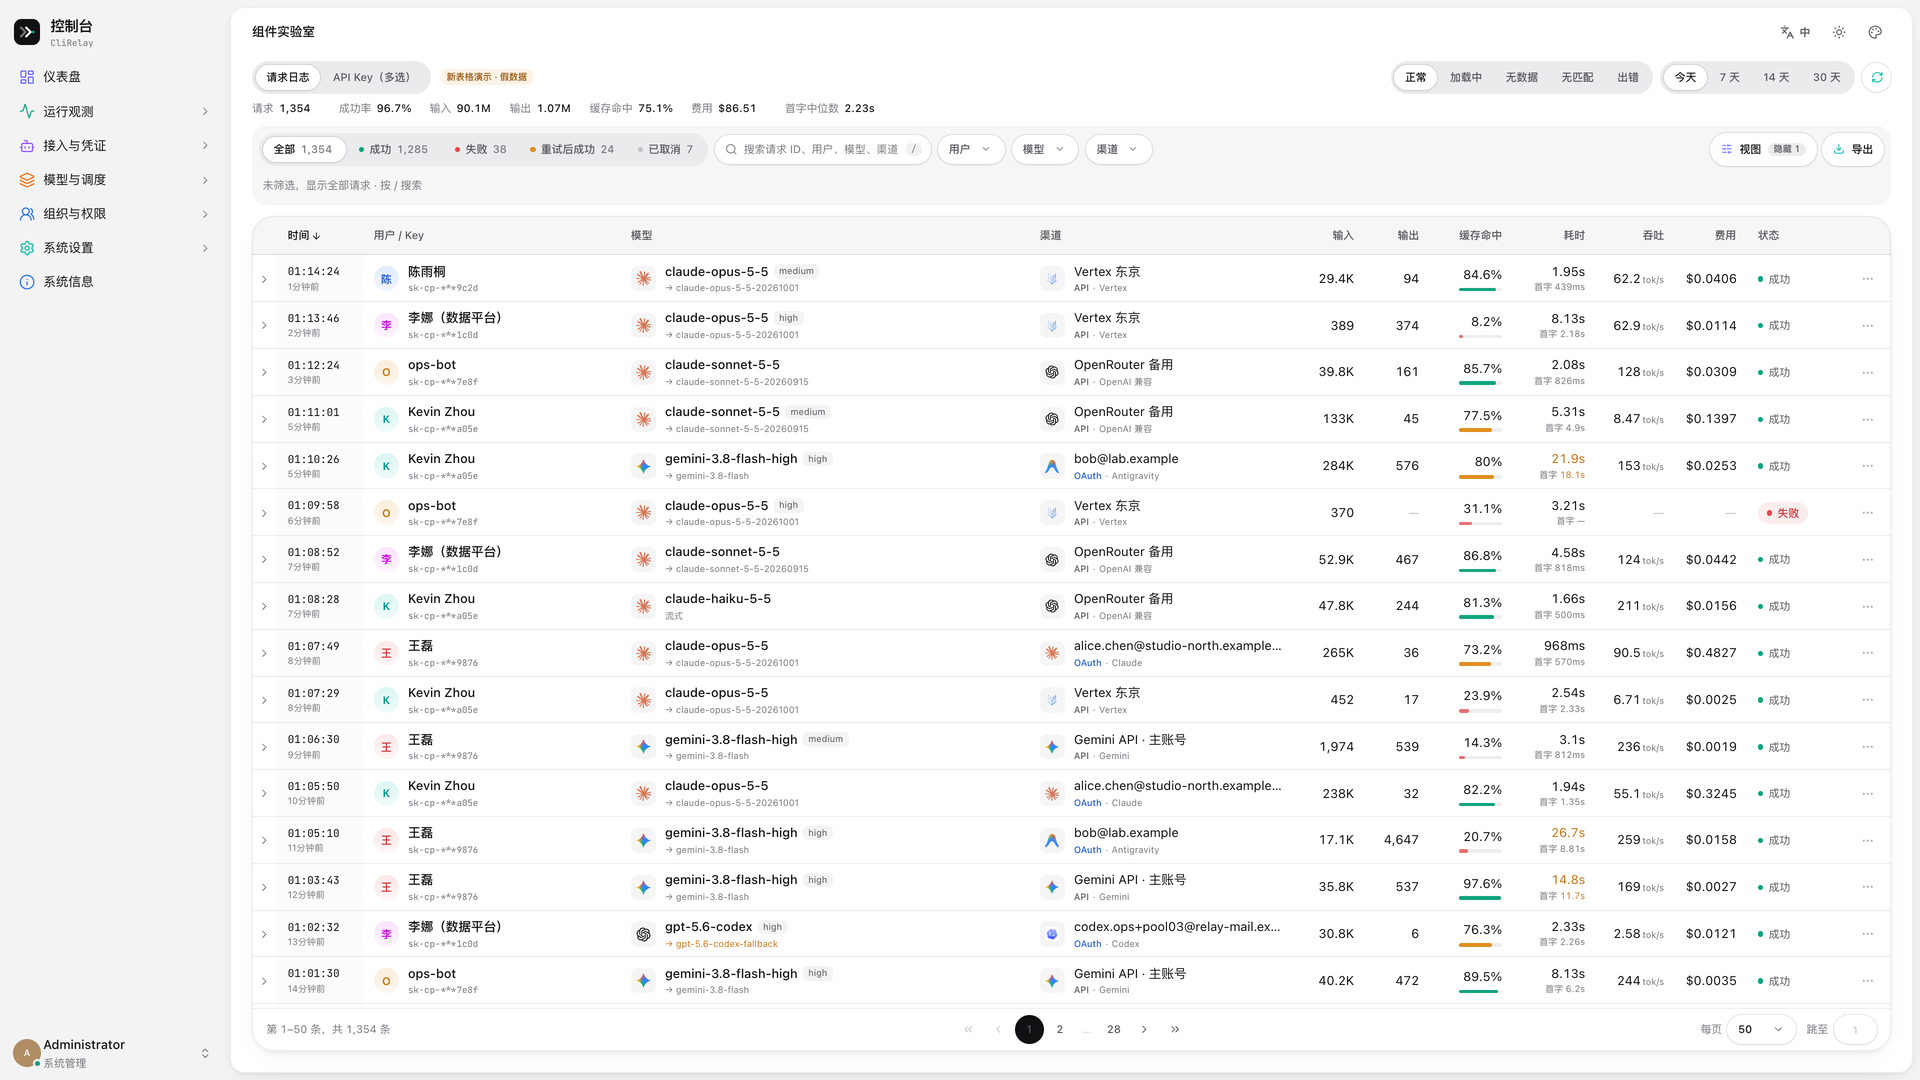 控制台
CliRelay
仪表盘
运行观测
接入与凭证
模型与调度
组织与权限
系统设置
系统信息
A
Administrator
系统管理
组件实验室
中
请求日志 API Key（多选） 新表格演示 · 假数据
正常 加载中 无数据 无匹配 出错 今天 7 天 14 天 30 天
请求 1,354 成功率 96.7% 输入 90.1M 输出 1.07M 缓存命中 75.1% 费用 $86.51 首字中位数 2.23s
全部 1,354 成功 1,285 失败 38 重试后成功 24 已取消 7 搜索请求 ID、用户、模型、渠道 / 用户 模型 渠道 视图 隐藏 1 导出
未筛选，显示全部请求 · 按 / 搜索
时间 ↓ 用户 / Key 模型 渠道 输入 输出 缓存命中 耗时 吞吐 费用 状态
01:14:24 陈 陈雨桐 claude-opus-5-5 medium Vertex 东京 29.4K 94 84.6% 1.95s 62.2 tok/s $0.0406 成功 ···
1分钟前 sk-cp-***9c2d → claude-opus-5-5-20261001 API · Vertex 首字 439ms
01:13:46 李 李娜（数据平台） claude-opus-5-5 high Vertex 东京 389 374 8.2% 8.13s 62.9 tok/s $0.0114 成功 ···
2分钟前 sk-cp-***1c0d → claude-opus-5-5-20261001 API · Vertex 首字 2.18s
01:12:24 O ops-bot claude-sonnet-5-5 OpenRouter 备用 39.8K 161 85.7% 2.08s 128 tok/s $0.0309 成功 ···
3分钟前 sk-cp-***7e8f → claude-sonnet-5-5-20260915 API · OpenAI 兼容 首字 826ms
01:11:01 K Kevin Zhou claude-sonnet-5-5 medium OpenRouter 备用 133K 45 77.5% 5.31s 8.47 tok/s $0.1397 成功 ···
5分钟前 sk-cp-***a05e → claude-sonnet-5-5-20260915 API · OpenAI 兼容 首字 4.9s
01:10:26 K Kevin Zhou gemini-3.8-flash-high high bob@lab.example 284K 576 80% 21.9s 153 tok/s $0.0253 成功 ···
5分钟前 sk-cp-***a05e → gemini-3.8-flash OAuth · Antigravity 首字 18.1s
01:09:58 O ops-bot claude-opus-5-5 high Vertex 东京 370 — 31.1% 3.21s — — 失败 ···
6分钟前 sk-cp-***7e8f → claude-opus-5-5-20261001 API · Vertex 首字 —
01:08:52 李 李娜（数据平台） claude-sonnet-5-5 OpenRouter 备用 52.9K 467 86.8% 4.58s 124 tok/s $0.0442 成功 ···
7分钟前 sk-cp-***1c0d → claude-sonnet-5-5-20260915 API · OpenAI 兼容 首字 818ms
01:08:28 K Kevin Zhou claude-haiku-5-5 OpenRouter 备用 47.8K 244 81.3% 1.66s 211 tok/s $0.0156 成功 ···
7分钟前 sk-cp-***a05e 流式 API · OpenAI 兼容 首字 500ms
01:07:49 王 王磊 claude-opus-5-5 alice.chen@studio-north.example... 265K 36 73.2% 968ms 90.5 tok/s $0.4827 成功 ···
8分钟前 sk-cp-***9876 → claude-opus-5-5-20261001 OAuth · Claude 首字 570ms
01:07:29 K Kevin Zhou claude-opus-5-5 Vertex 东京 452 17 23.9% 2.54s 6.71 tok/s $0.0025 成功 ···
8分钟前 sk-cp-***a05e → claude-opus-5-5-20261001 API · Vertex 首字 2.33s
01:06:30 王 王磊 gemini-3.8-flash-high medium Gemini API · 主账号 1,974 539 14.3% 3.1s 236 tok/s $0.0019 成功 ···
9分钟前 sk-cp-***9876 → gemini-3.8-flash API · Gemini 首字 812ms
01:05:50 K Kevin Zhou claude-opus-5-5 alice.chen@studio-north.example... 238K 32 82.2% 1.94s 55.1 tok/s $0.3245 成功 ···
10分钟前 sk-cp-***a05e → claude-opus-5-5-20261001 OAuth · Claude 首字 1.35s
01:05:10 王 王磊 gemini-3.8-flash-high high bob@lab.example 17.1K 4,647 20.7% 26.7s 259 tok/s $0.0158 成功 ···
11分钟前 sk-cp-***9876 → gemini-3.8-flash OAuth · Antigravity 首字 8.81s
01:03:43 王 王磊 gemini-3.8-flash-high high Gemini API · 主账号 35.8K 537 97.6% 14.8s 169 tok/s $0.0027 成功 ···
12分钟前 sk-cp-***9876 → gemini-3.8-flash API · Gemini 首字 11.7s
01:02:32 李 李娜（数据平台） gpt-5.6-codex high codex.ops+pool03@relay-mail.ex... 30.8K 6 76.3% 2.33s 2.58 tok/s $0.0121 成功 ···
13分钟前 sk-cp-***1c0d → gpt-5.6-codex-fallback OAuth · Codex 首字 2.26s
01:01:30 O ops-bot gemini-3.8-flash-high high Gemini API · 主账号 40.2K 472 89.5% 8.13s 244 tok/s $0.0035 成功 ···
14分钟前 sk-cp-***7e8f → gemini-3.8-flash API · Gemini 首字 6.2s
第 1–50 条，共 1,354 条 « ‹ 1 2 ... 28 › » 每页 50 跳至 1